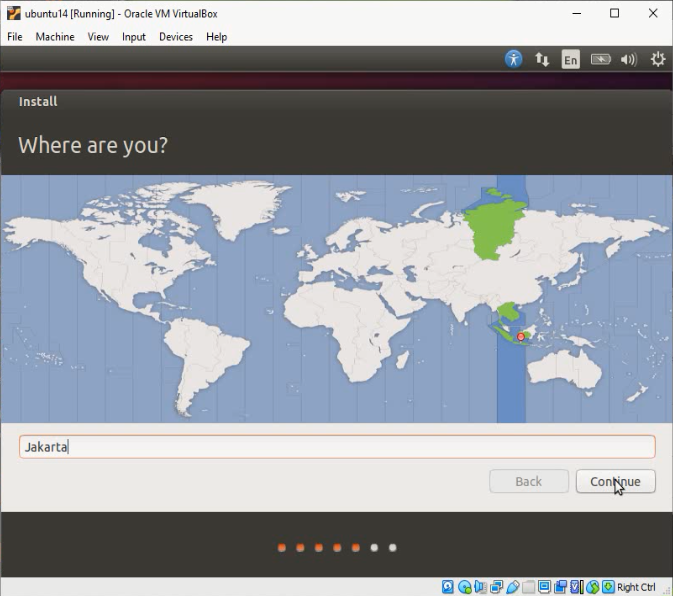 ubuntu14 [Running] - Oracle VM VirtualBox
File Machine View Input Devices Help
En
Install
Where are you?
Jakarta
Back Continue
Right Ctrl